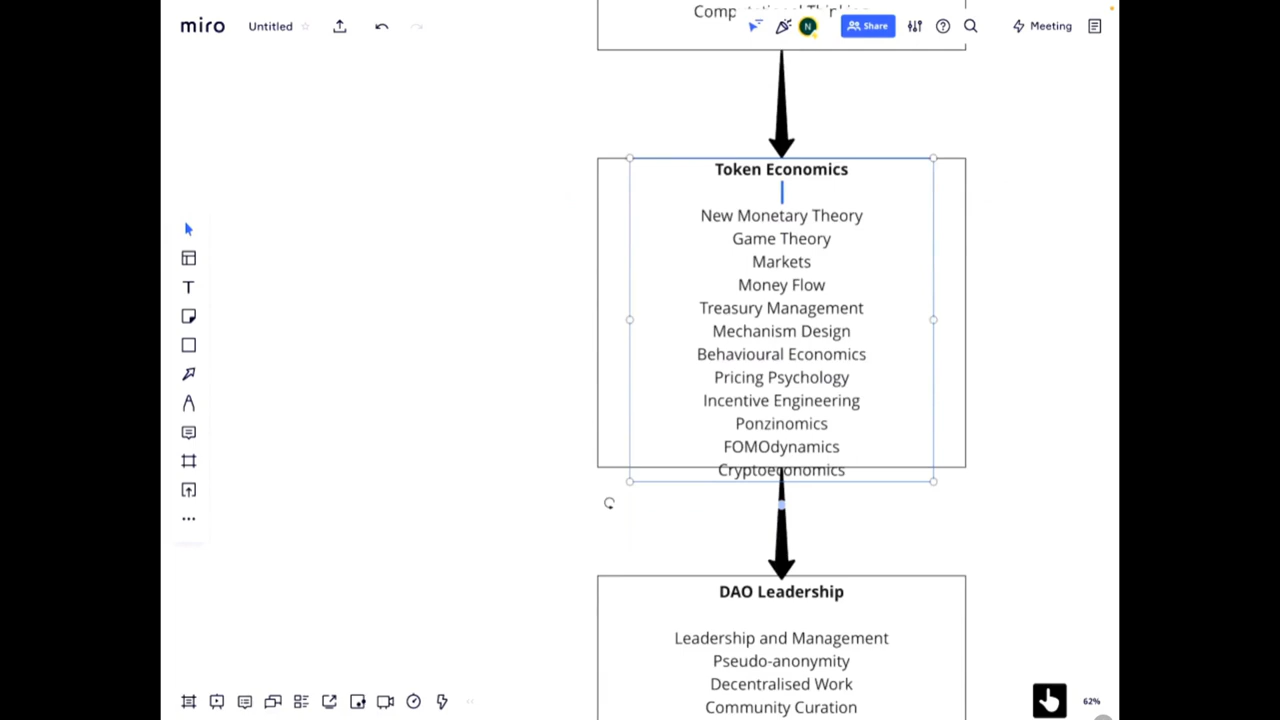 miro
Untitled
Share
Meeting
Token Economics
New Monetary Theory
Game Theory
Markets
Money Flow
Treasury Management
Mechanism Design
Behavioural Economics
Pricing Psychology
Incentive Engineering
Ponzinomics
FOMOdynamics
Cryptoeconomics
DAO Leadership
Leadership and Management
Pseudo-anonymity
Decentralised Work
Community Curation
N
T
62%